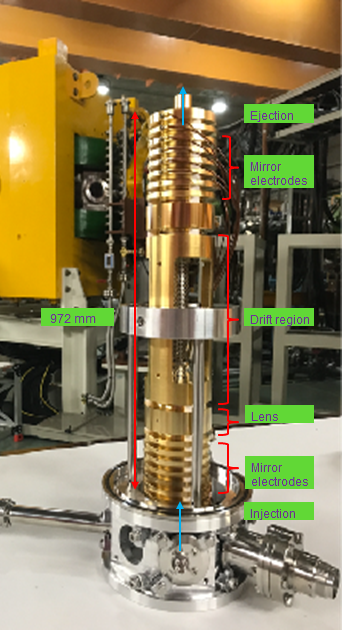 Ejection
Mirror
electrodes
972 mm
Drift region
Lens
Mirror
electrodes
Injection